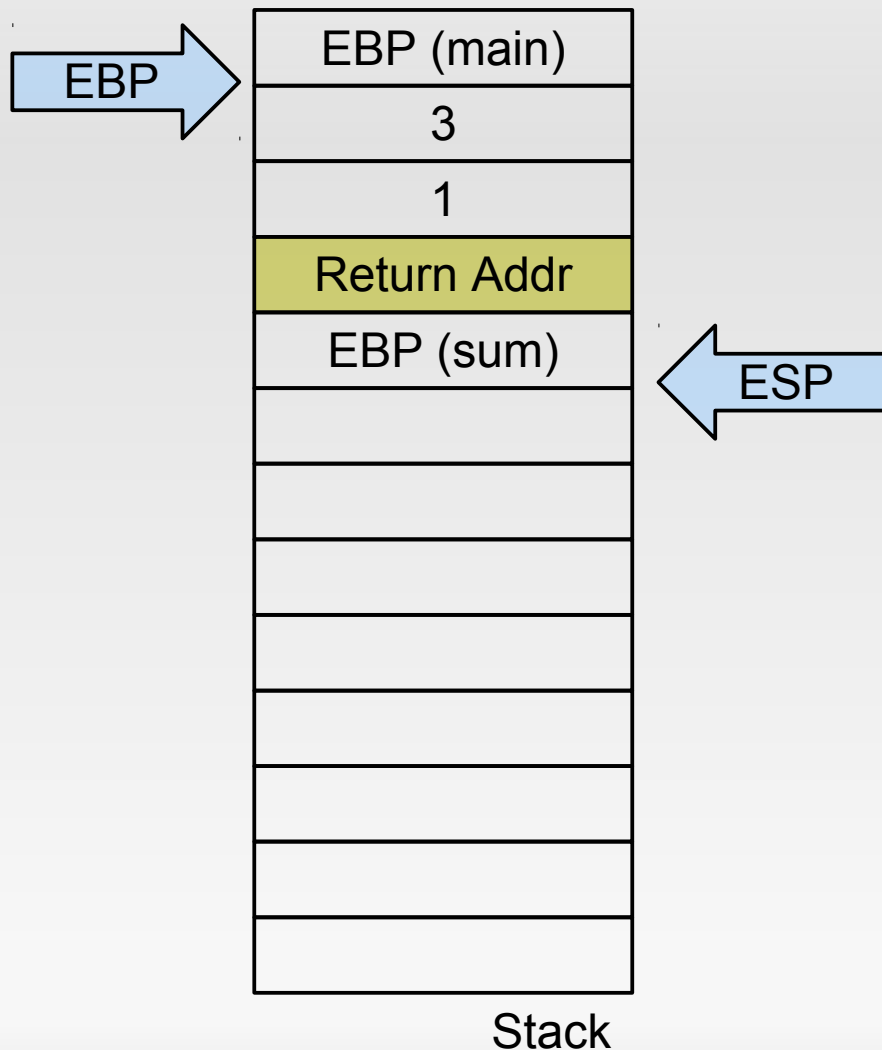 EBP (main)
EBP
3
1
Return Addr
EBP (sum)
ESP
Stack